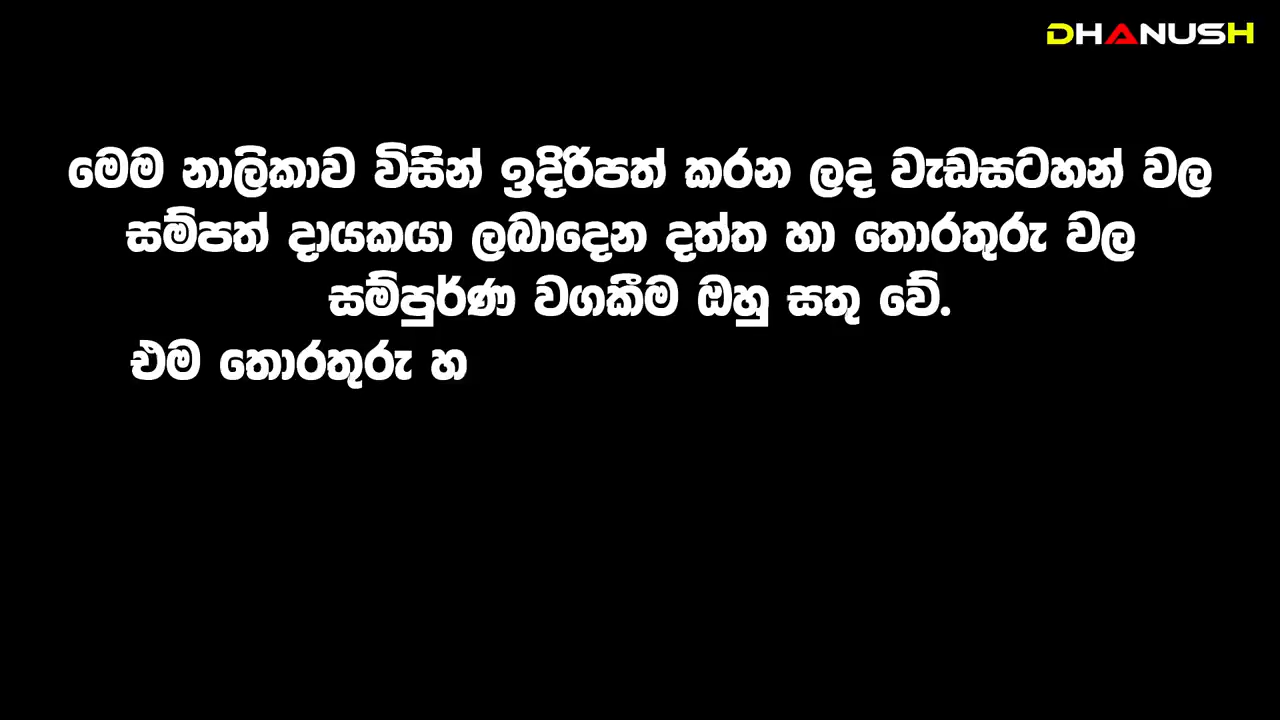 DHANUSH
මෙම නාලිකාව විසින් ඉදිරිපත් කරන ලද වැඩසටහන් වල
සම්පත් දායකයා ලබාදෙන දත්ත හා තොරතුරු වල
සම්පුර්ණ වගකීම ඔහු සතු වේ.
එම තොරතුරු හ